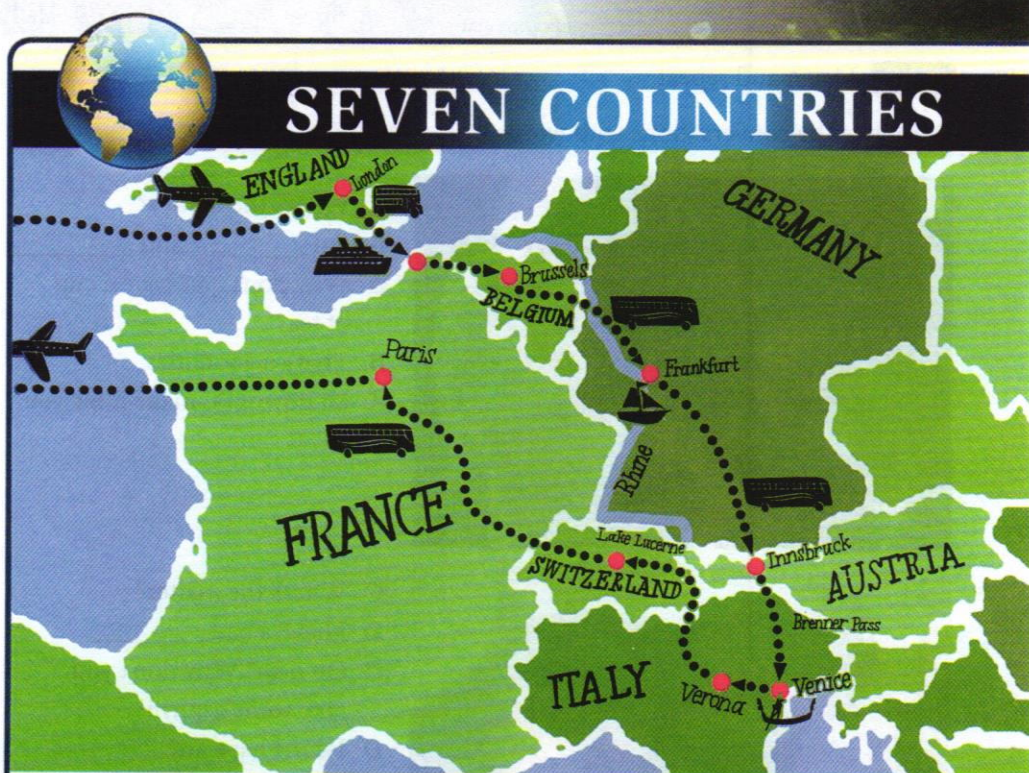 SEVEN COUNTRIES
ENGLAND
London
GERMANY
Brussels
BELGIUM
Paris
Frankfurt
Rhine
FRANCE
Lake Lucerne
Innsbruck
SWITZERLAND
AUSTRIA
Brenner Pass
ITALY
Verona
Venice